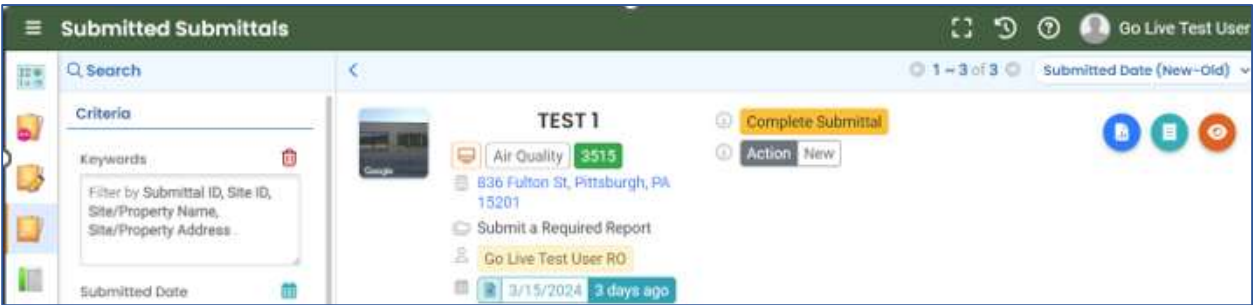 Submitted Submittals
Go Live Test User
Search
1 – 3 of 3
Submitted Date (New-Old)
Criteria
Keywords
Filter by Submittal ID, Site ID,
Site/Property Name,
Site/Property Address
Submitted Date
Google
TEST 1
Air Quality 3515
836 Fulton St, Pittsburgh, PA
15201
Submit a Required Report
Go Live Test User RO
3/15/2024 3 days ago
Complete Submittal
Action New